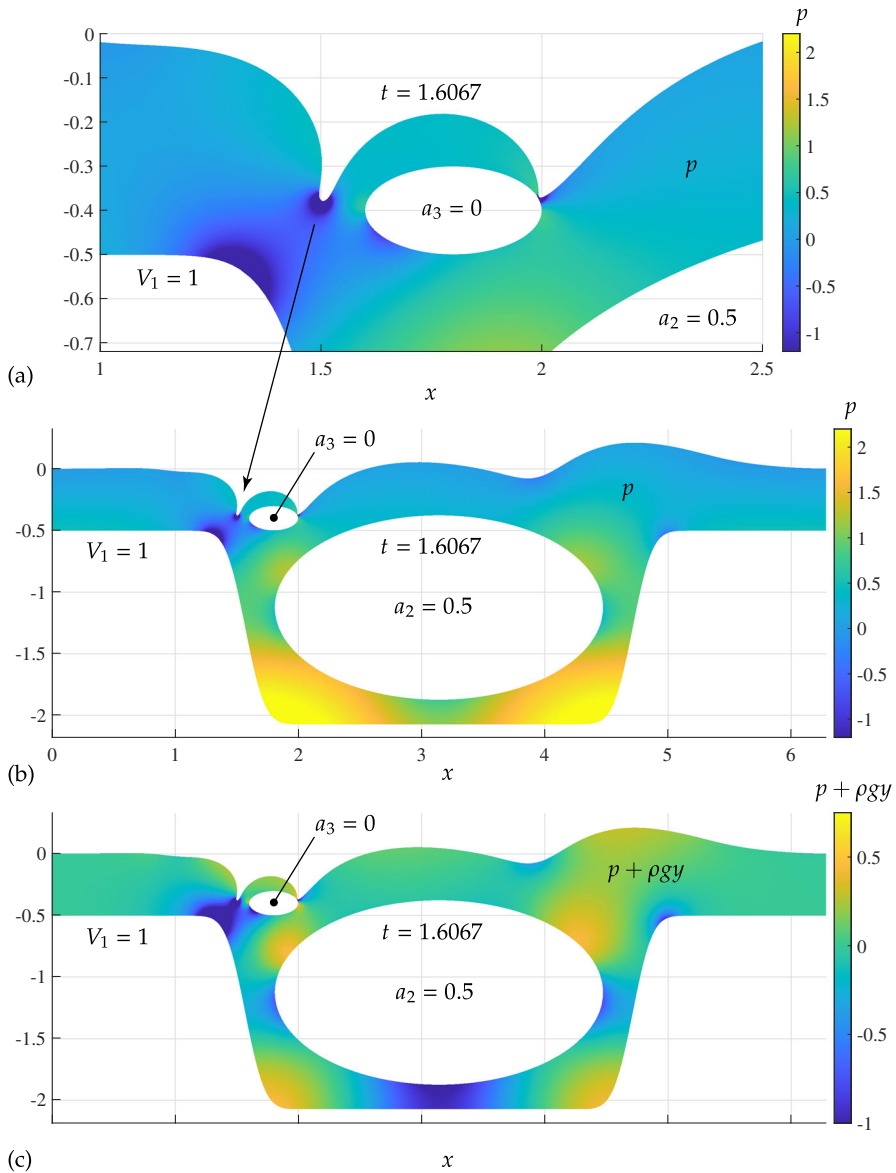 p
0
-0.1
-0.2
-0.3
-0.4
-0.5
-0.6
-0.7
t = 1.6067
p
a₃ = 0
V₁ = 1
a₂ = 0.5
1
1.5
2
2.5
x
2
1.5
1
0.5
0
-0.5
-1
(a)
p
0
-0.5
-1
-1.5
-2
a₃ = 0
p
V₁ = 1
t = 1.6067
a₂ = 0.5
0
1
2
3
4
5
6
x
2
1.5
1
0.5
0
-0.5
-1
(b)
p + ρgy
0
-0.5
-1
-1.5
-2
a₃ = 0
p + ρgy
V₁ = 1
t = 1.6067
a₂ = 0.5
x
0.5
0
-0.5
-1
(c)